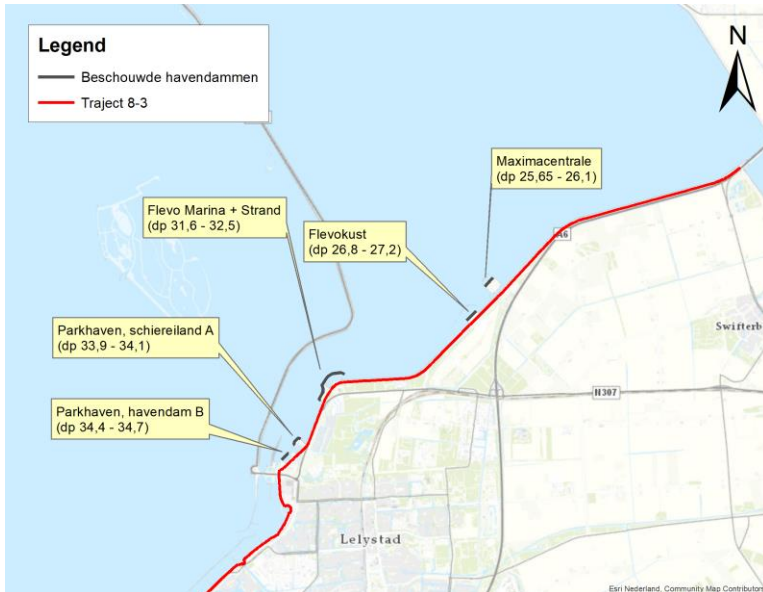 Legend
Beschouwde havendammen
Traject 8-3
N
Maximacentrale
(dp 25,65 - 26,1)
Flevo Marina + Strand
(dp 31,6 - 32,5)
Flevokust
(dp 26,8 - 27,2)
A6
Parkhaven, schiereiland A
(dp 33,9 - 34,1)
Swifterb
Parkhaven, havendam B
(dp 34,4 - 34,7)
N307
Lelystad
Esri Nederland, Community Map Contributors